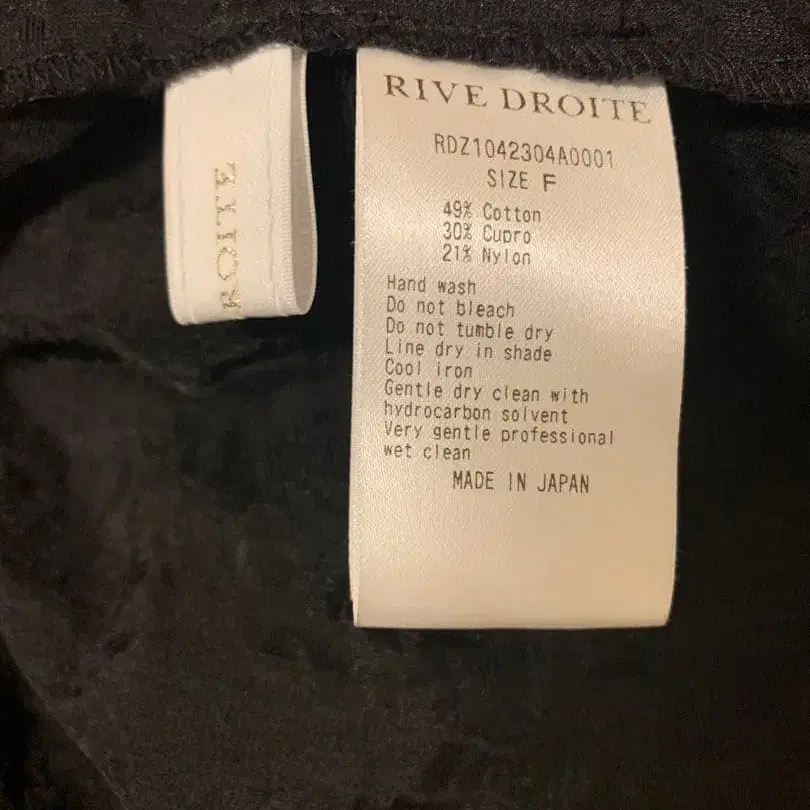 ROITE
RIVE DROITE
RDZ1042304A0001
SIZE F
49% Cotton
30% Cupro
21% Nylon
Hand wash
Do not bleach
Do not tumble dry
Line dry in shade
Cool iron
Gentle dry clean with
hydrocarbon solvent
Very gentle professional
wet clean
MADE IN JAPAN